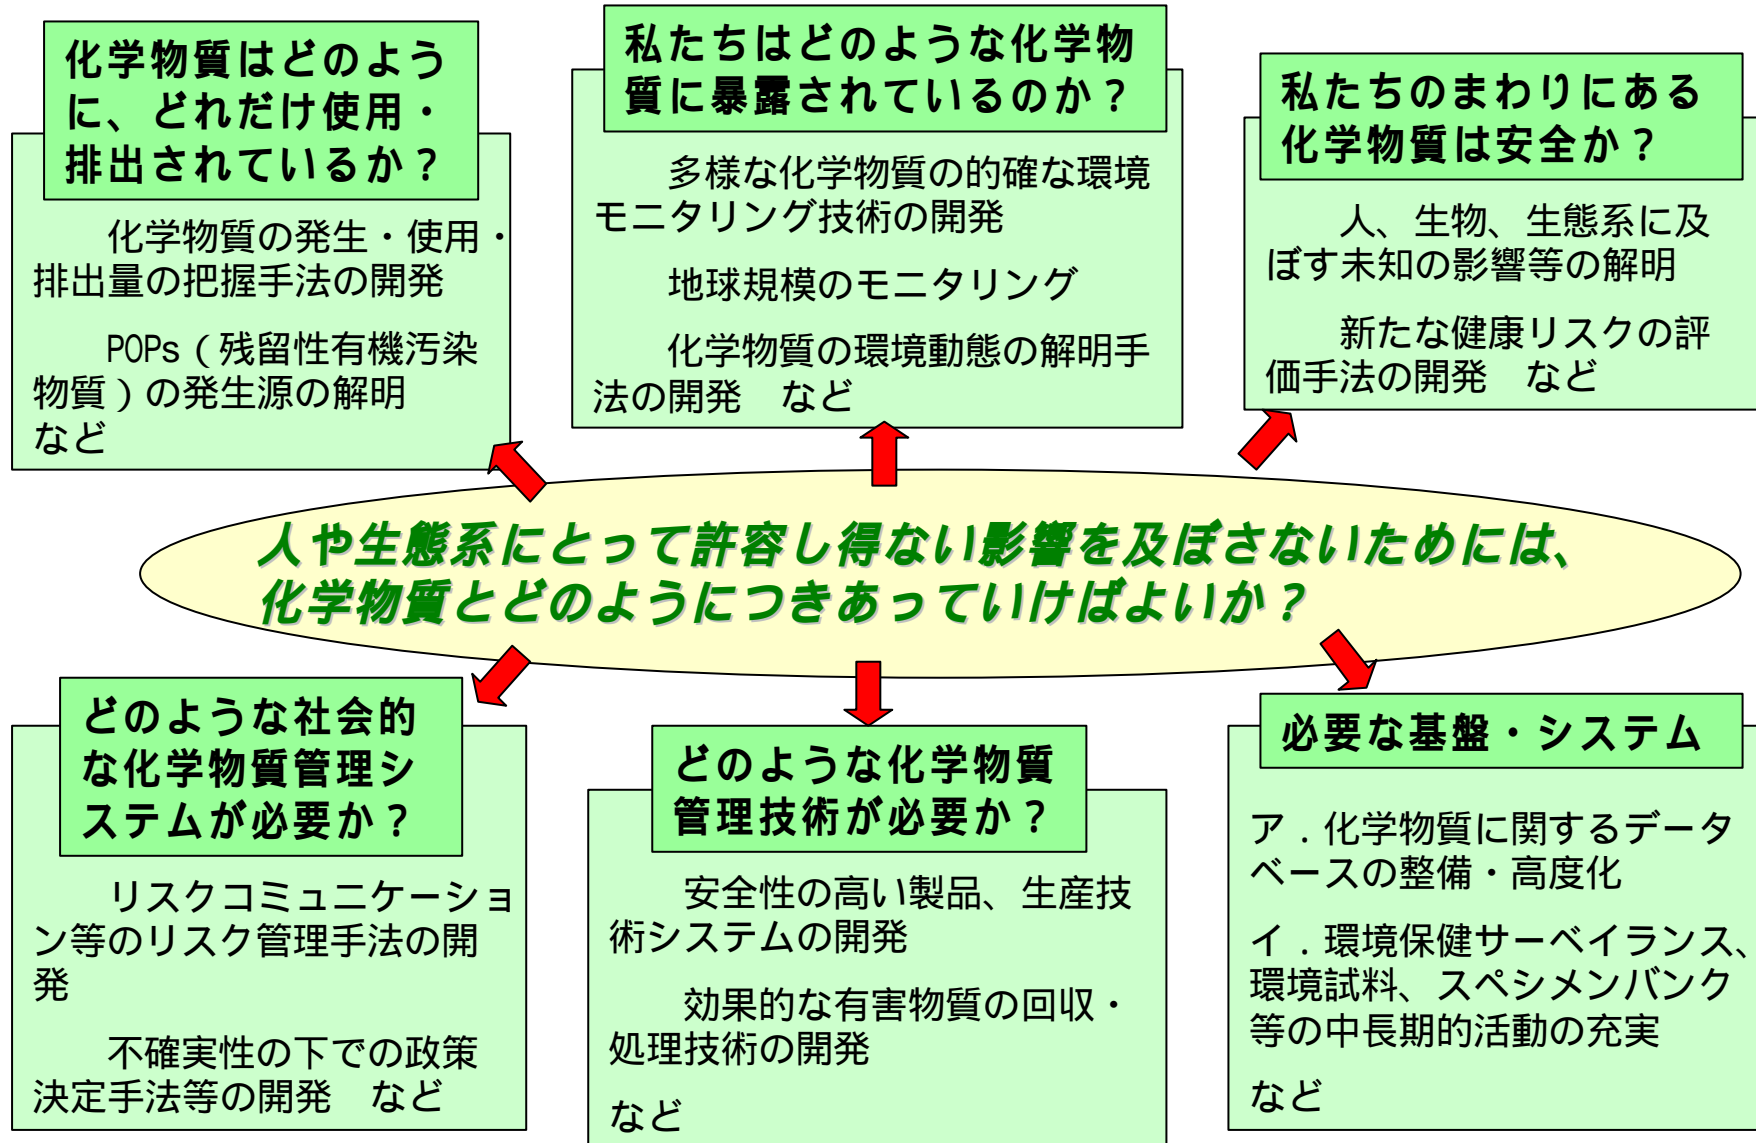 化学物質はどのよう
に、どれだけ使用・
排出されているか？
化学物質の発生・使用・
排出量の把握手法の開発
POPs（残留性有機汚染
物質）の発生源の解明
など
私たちはどのような化学物
質に暴露されているのか？
多様な化学物質の的確な環境
モニタリング技術の開発
地球規模のモニタリング
化学物質の環境動態の解明手
法の開発　など
私たちのまわりにある
化学物質は安全か？
人、生物、生態系に及
ぼす未知の影響等の解明
新たな健康リスクの評
価手法の開発　など
人や生態系にとって許容し得ない影響を及ぼさないためには、
化学物質とどのようにつきあっていけばよいか？
どのような社会的
な化学物質管理シ
ステムが必要か？
リスクコミュニケーショ
ン等のリスク管理手法の開
発
不確実性の下での政策
決定手法等の開発　など
どのような化学物質
管理技術が必要か？
安全性の高い製品、生産技
術システムの開発
効果的な有害物質の回収・
処理技術の開発
など
必要な基盤・システム
ア．化学物質に関するデータ
ベースの整備・高度化
イ．環境保健サーベイランス、
環境試料、スペシメンバンク
等の中長期的活動の充実
など